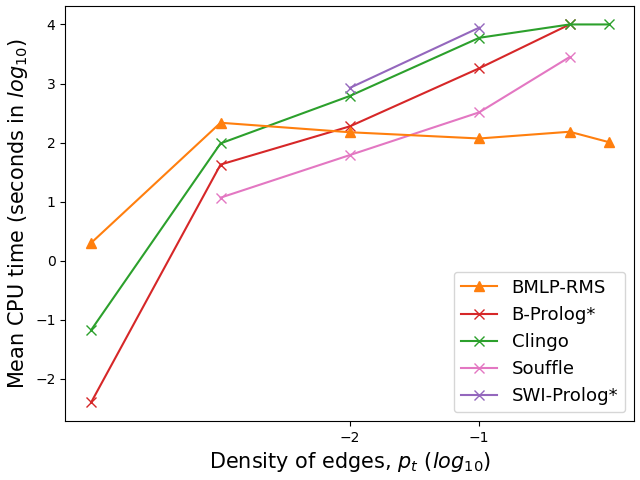 Mean CPU time (seconds in log₁₀)
4
3
2
1
0
−1
−2
BMLP-RMS
B-Prolog*
Clingo
Souffle
SWI-Prolog*
−2 −1
Density of edges, pₜ (log₁₀)